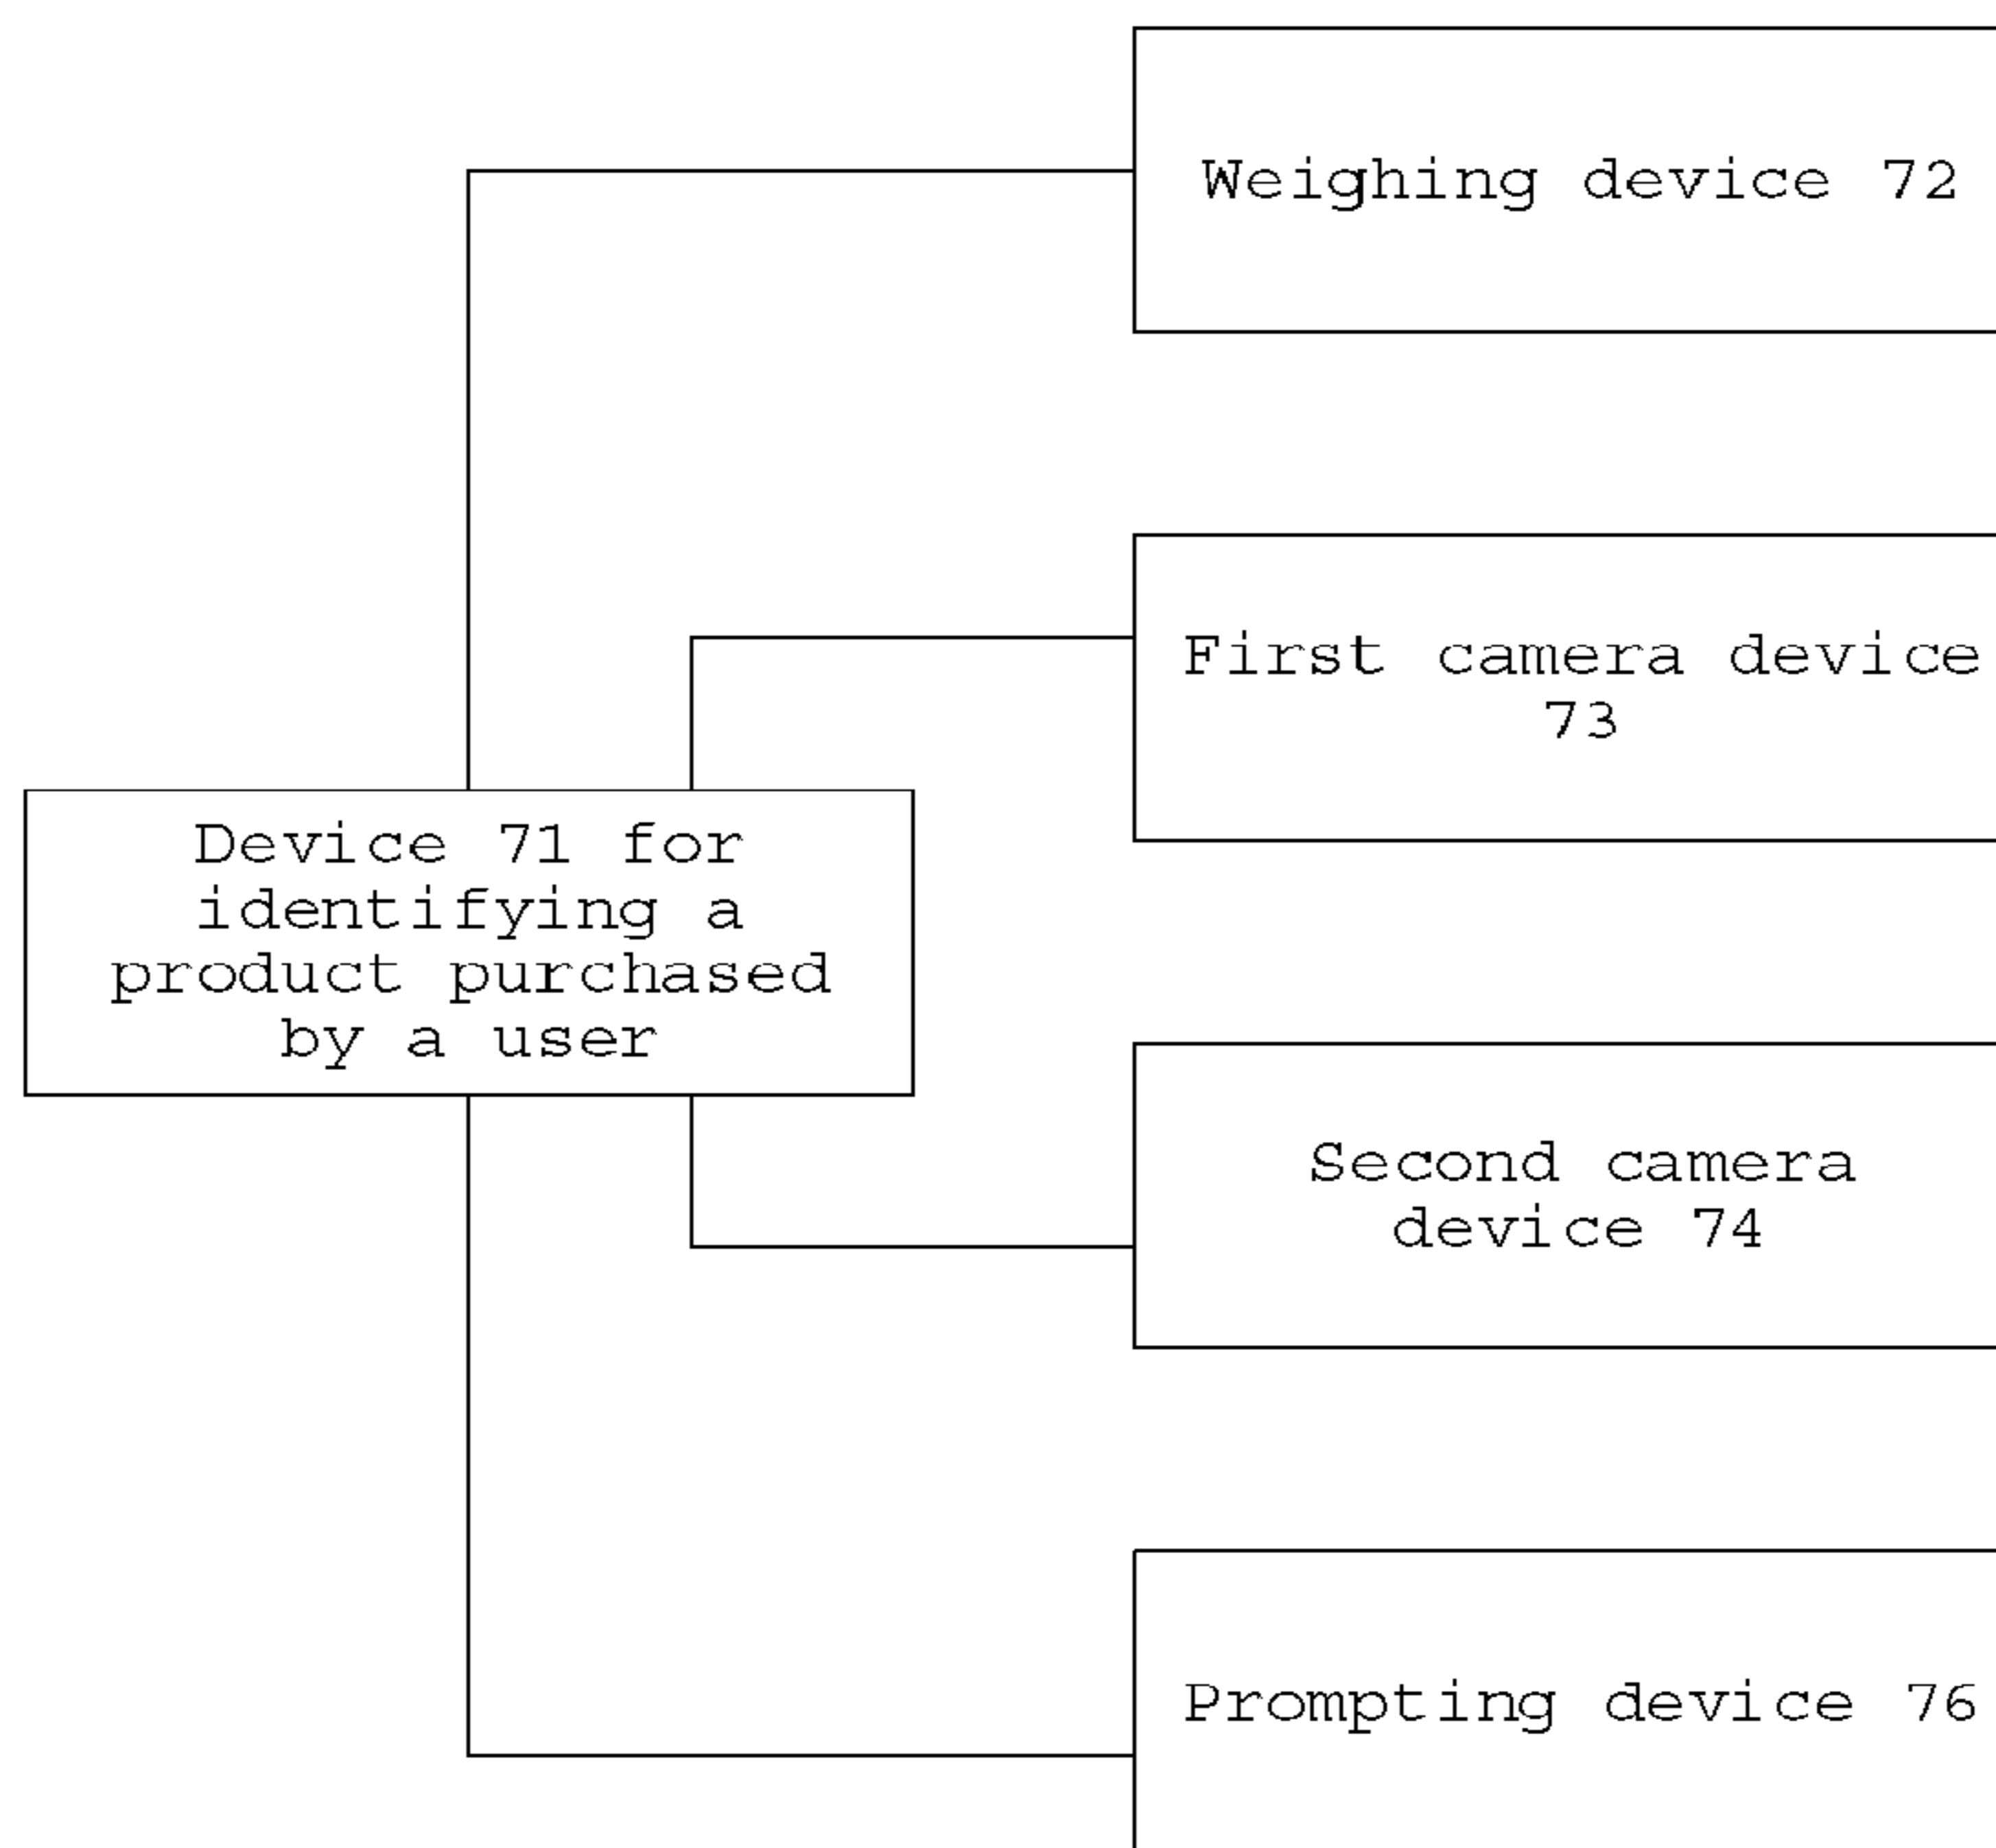 Weighing device 72
First camera device
73
Device 71 for
identifying a
product purchased
by a user
Second camera
device 74
Prompting device 76